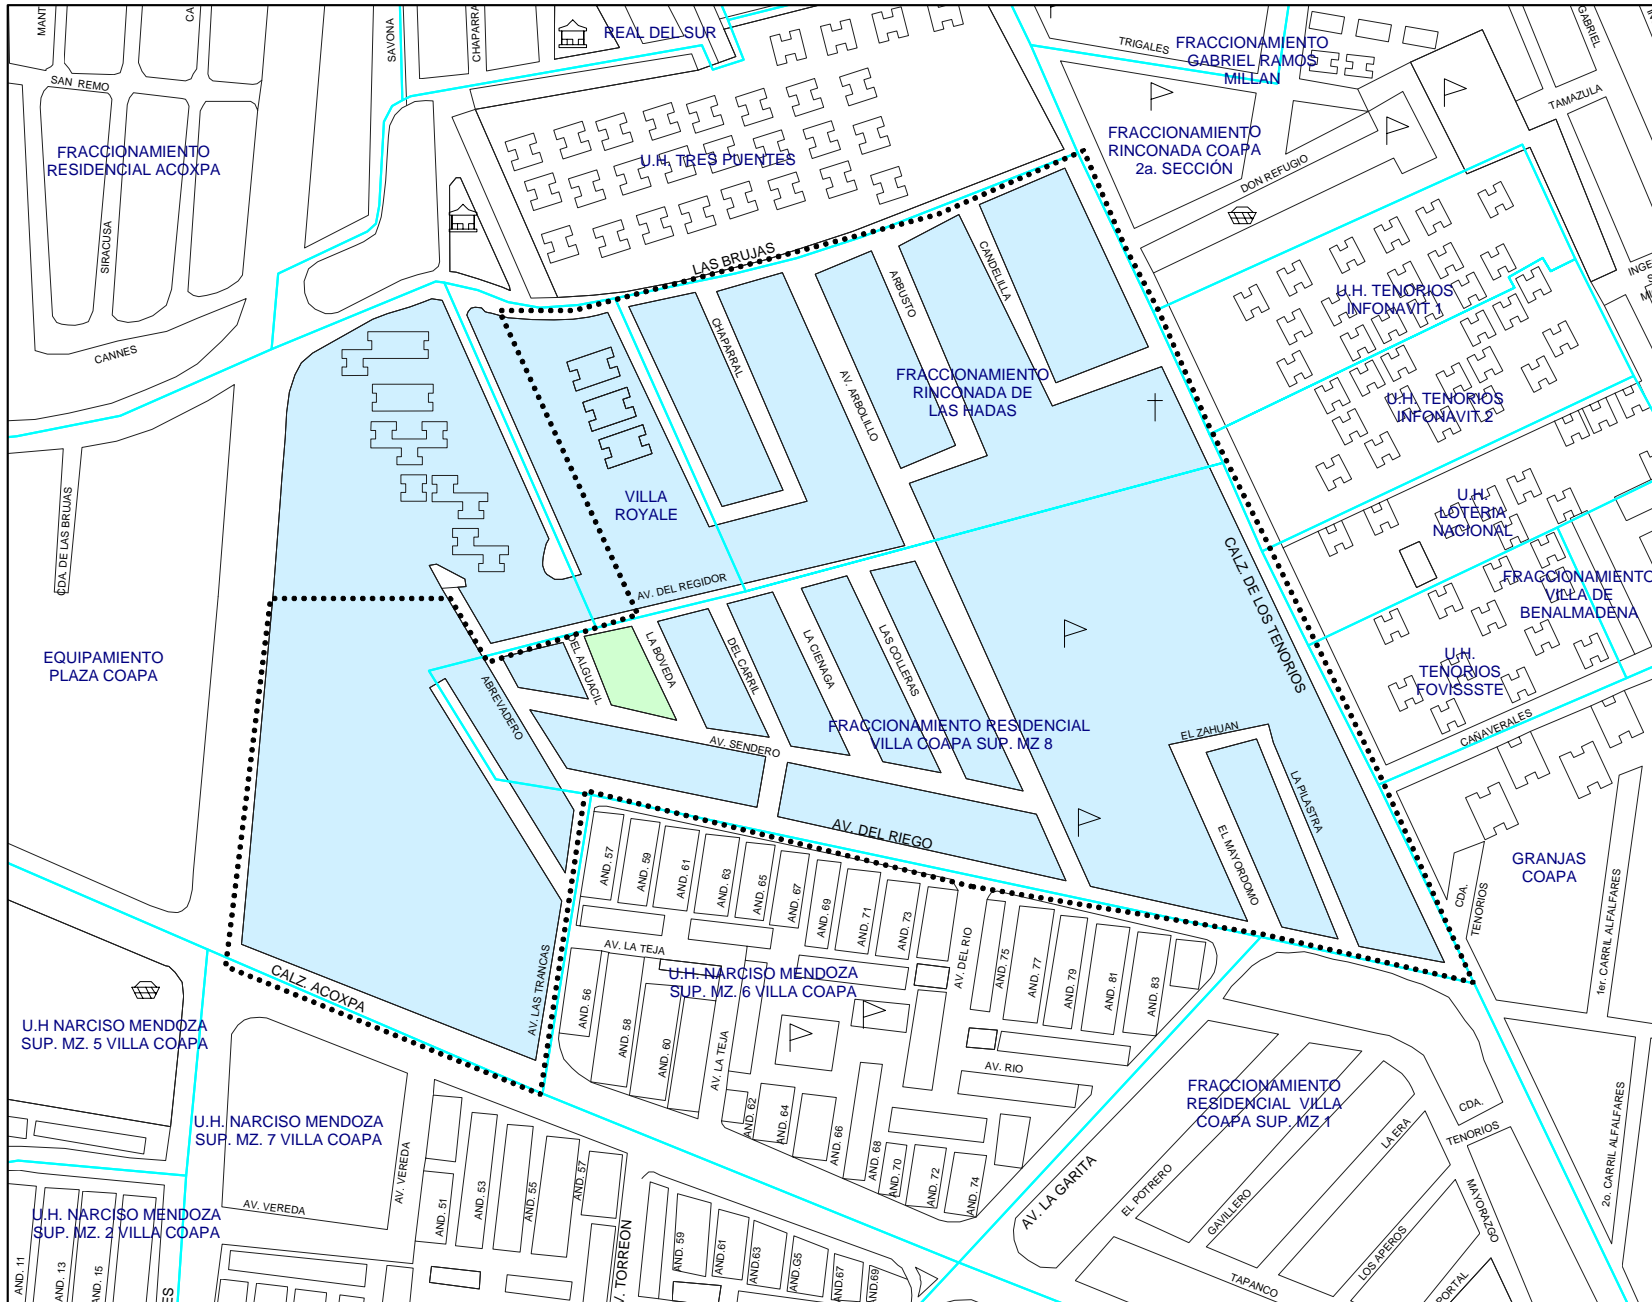 MANT
CA
SAVONA
CHAPARRA
REAL DEL SUR
TRIGALES
FRACCIONAMIENTO
GABRIEL RAMOS
MILLAN
GABRIEL
SAN REMO
TAMAZULA
FRACCIONAMIENTO
RESIDENCIAL ACOXPA
U.H. TRES PUENTES
FRACCIONAMIENTO
RINCONADA COAPA
2a. SECCIÓN
DON REFUGIO
SIRACUSA
LAS BRUJAS
CANDELILLA
ARBUSTO
INGE
U.H. TENORIOS
INFONAVIT 1
CANNES
CHAPARRAL
AV. ARBOLILLO
FRACCIONAMIENTO
RINCONADA DE
LAS HADAS
U.H. TENORIOS
INFONAVIT 2
CDA. DE LAS BRUJAS
VILLA
ROYALE
U.H.
LOTERIA
NACIONAL
CALZ. DE LOS TENORIOS
AV. DEL REGIDOR
FRACCIONAMIENTO
VILLA DE
BENALMADENA
EQUIPAMIENTO
PLAZA COAPA
DEL ALGUACIL
LA BOVEDA
DEL CARRIL
LA CIENAGA
LAS COLLERAS
U.H.
TENORIOS
FOVISSSTE
ABREVADERO
FRACCIONAMIENTO RESIDENCIAL
VILLA COAPA SUP. MZ 8
AV. SENDERO
EL ZAHUAN
CAÑAVERALES
LA PILASTRA
AV. DEL RIEGO
EL MAYORDOMO
GRANJAS
COAPA
AND. 57
AND. 59
AND. 61
AND. 63
AND. 65
AND. 67
AND. 69
AND. 71
AND. 73
CDA.
TENORIOS
1er. CARRIL ALFALFARES
AV. LA TEJA
AV. DEL RIO
AND. 75
AND. 77
AND. 79
AND. 81
AND. 83
CALZ. ACOXPA
AV. LAS TRANCAS
U.H. NARCISO MENDOZA
SUP. MZ. 6 VILLA COAPA
AND. 56
AND. 58
AND. 60
AV. LA TEJA
U.H NARCISO MENDOZA
SUP. MZ. 5 VILLA COAPA
AV. RIO
FRACCIONAMIENTO
RESIDENCIAL VILLA
COAPA SUP. MZ 1
CDA.
TENORIOS
2o. CARRIL ALFALFARES
U.H. NARCISO MENDOZA
SUP. MZ. 7 VILLA COAPA
AND. 62
AND. 64
AND. 66
AND. 68
AND. 70
AND. 72
AND. 74
LA ERA
AV. VEREDA
AND. 51
AND. 53
AND. 55
AND. 57
AV. LA GARITA
EL POTRERO
GAVILLERO
MAYORAZGO
U.H. NARCISO MENDOZA
SUP. MZ. 2 VILLA COAPA
AV. VEREDA
AND. 11
AND. 13
AND. 15
ES
V. TORREON
AND. 59
AND.61
AND.63
AND.G5
AND.67
AND.69
TAPANCO
LOS APEROS
PORTAL